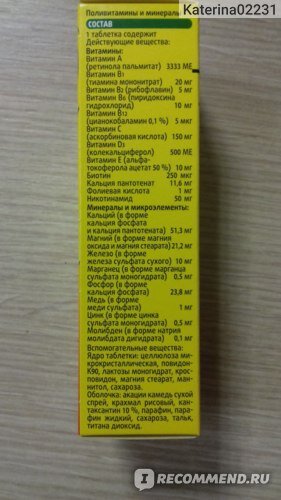 Katerina02231
Поливитамины и минералы
СОСТАВ
1 таблетка содержит
Действующие вещества:
Витамины:
Витамин А
(ретинола пальмитат) 3333 МЕ
Витамин В1
(тиамина мононитрат) 20 мг
Витамин В2 (рибофлавин) 5 мг
Витамин В6 (пиридоксина
гидрохлорид) 10 мг
Витамин В12
(цианокобаламин 0,1 %) 5 мкг
Витамин С
(аскорбиновая кислота) 150 мг
Витамин D3
(колекальциферол) 500 МЕ
Витамин Е (альфа-
токоферола ацетат 50 %) 10 мг
Биотин 250 мкг
Кальция пантотенат 11,6 мг
Фолиевая кислота 1 мг
Никотинамид 50 мг
Минералы и микроэлементы:
Кальций (в форме
кальция фосфата
и кальция пантотената) 51,3 мг
Магний (в форме магния
оксида и магния стеарата) 21,2 мг
Железо (в форме
железа сульфата сухого) 10 мг
Марганец (в форме марганца
сульфата моногидрата) 0,5 мг
Фосфор (в форме
кальция фосфата) 23,8 мг
Медь (в форме
меди сульфата) 1 мг
Цинк (в форме цинка
сульфата моногидрата) 0,5 мг
Молибден (в форме натрия
молибдата дигидрата) 0,1 мг
Вспомогательные вещества:
Ядро таблетки: целлюлоза
микрокристаллическая, повидон-
К90, лактозы моногидрат, крос-
повидон, магния стеарат, ман-
нитол, сахароза.
Оболочка: акации камедь сухой
спрей, крахмал рисовый, кан-
таксантин 10 %, парафин, пара-
фин жидкий, сахароза, тальк,
титана диоксид.
IRECOMMEND.RU